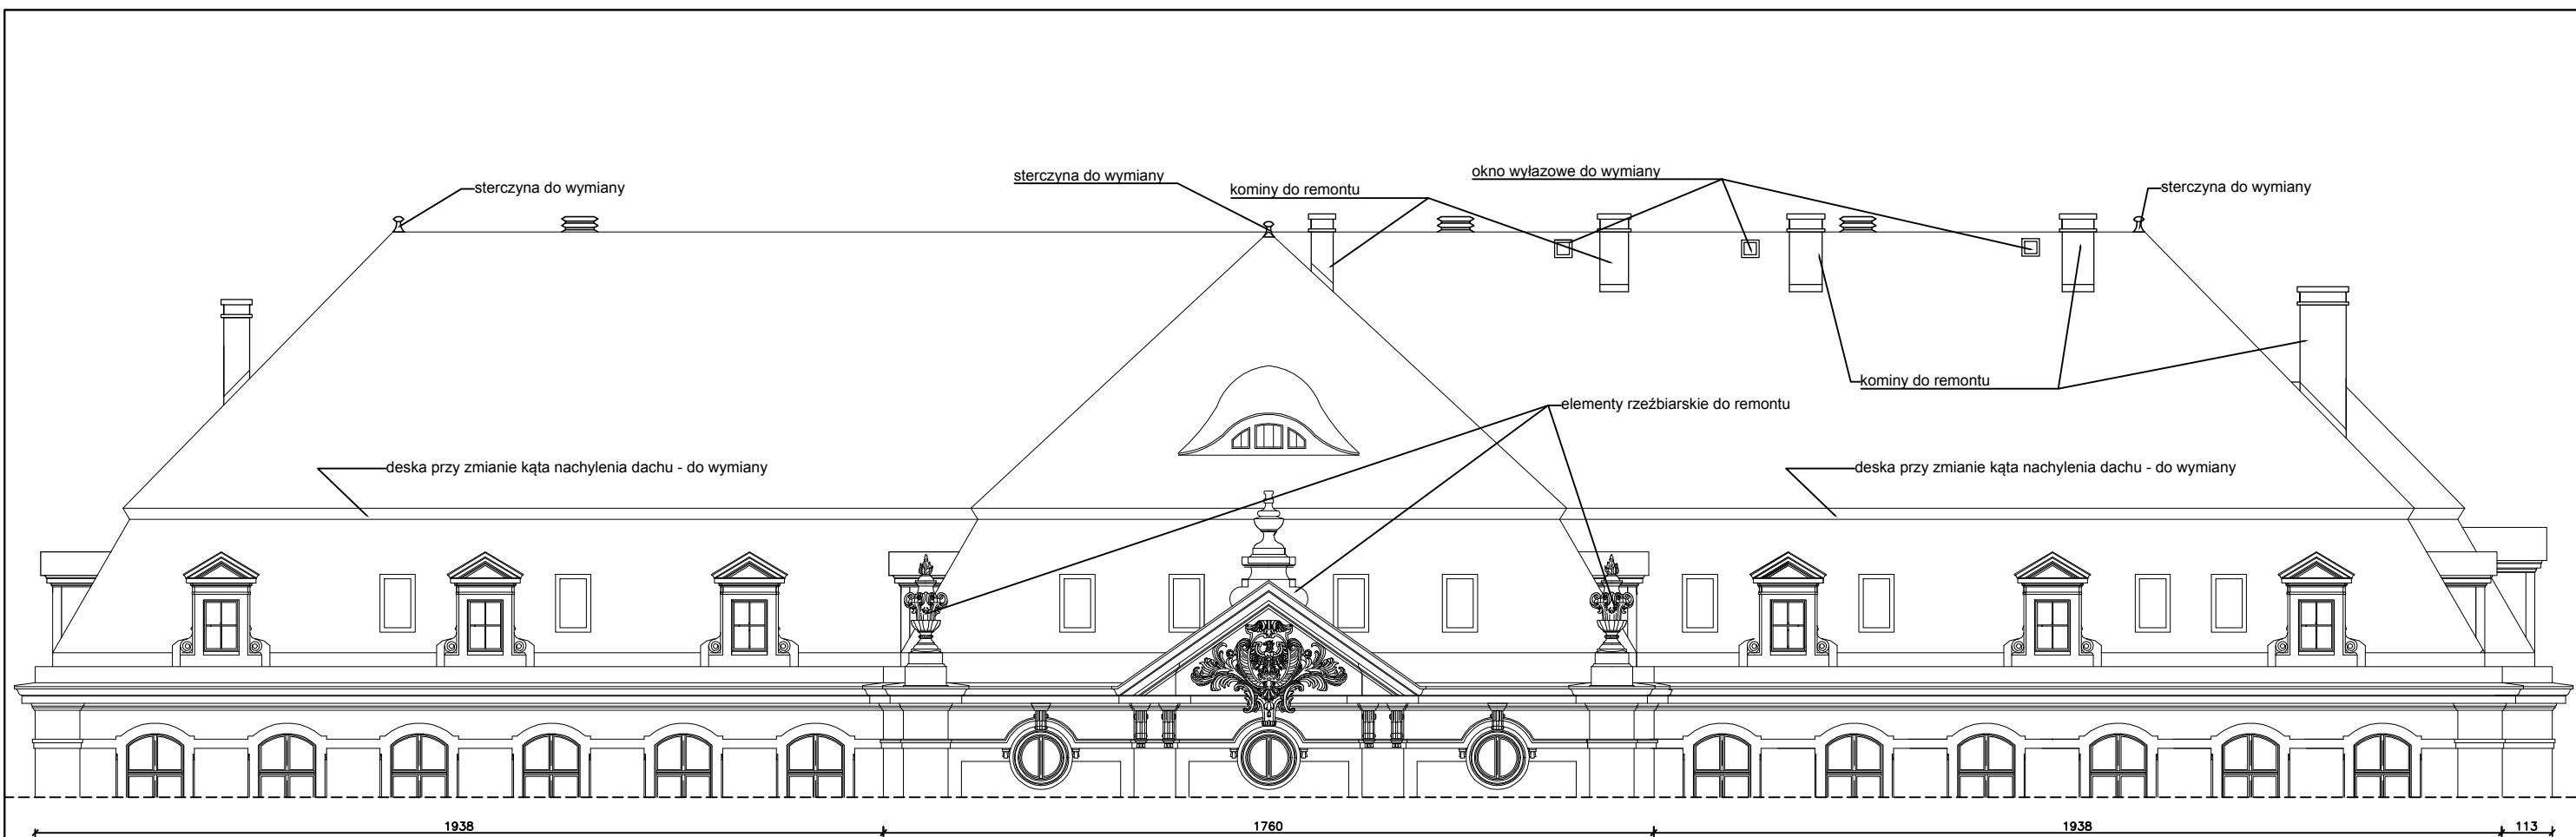 okno wyłazowe do wymiany
sterczyna do wymiany
sterczyna do wymiany
kominy do remontu
sterczyna do wymiany
kominy do remontu
elementy rzeźbiarskie do remontu
deska przy zmianie kąta nachylenia dachu - do wymiany
deska przy zmianie kąta nachylenia dachu - do wymiany
1938
1760
1938
113